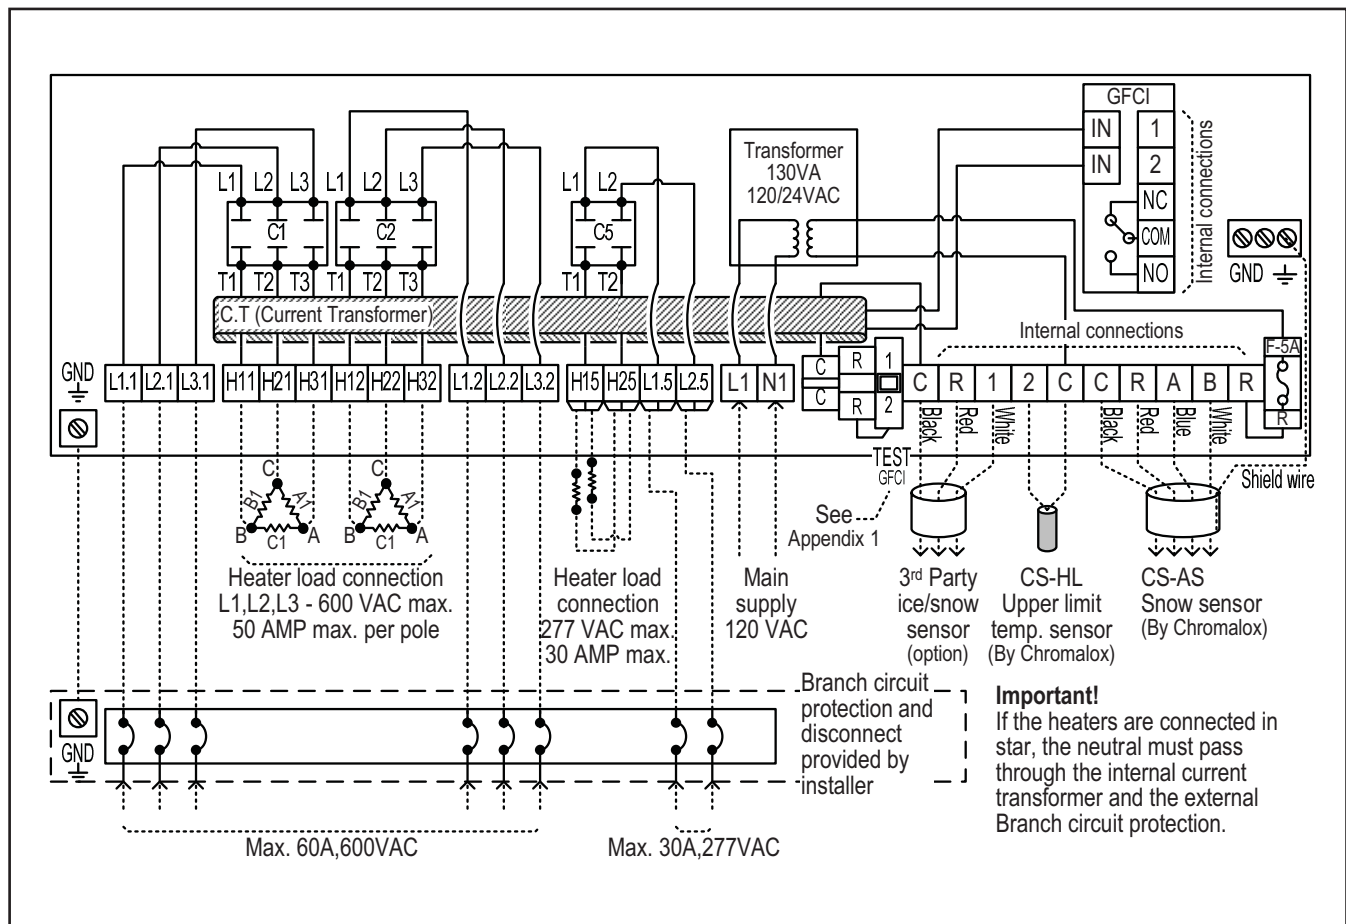 GFCI
IN 1
IN 2
NC
COM
NO
Internal connections
Transformer
130VA
120/24VAC
L1 L2 L3 L1 L2 L3 L1 L2
C1 C2 C5
T1 T2 T3 T1 T2 T3 T1 T2
GND
C.T (Current Transformer)
Internal connections
F-5A
R
GND
L1.1 L2.1 L3.1 H11 H21 H31 H12 H22 H32 L1.2 L2.2 L3.2 H15 H25 L1.5 L2.5 L1 N1
C R 1
C R 2
C R 1 2 C C R A B R
Black Red White Black Red Blue White
TEST
GFCI
Shield wire
See
Appendix 1
C
B1 A1
B C1 A
C
B1 A1
B C1 A
Heater load connection
L1,L2,L3 - 600 VAC max.
50 AMP max. per pole
Heater load
connection
277 VAC max.
30 AMP max.
Main
supply
120 VAC
3rd Party
ice/snow
sensor
(option)
CS-HL
Upper limit
temp. sensor
(By Chromalox)
CS-AS
Snow sensor
(By Chromalox)
GND
Branch circuit
protection and
disconnect
provided by
installer
Important!
If the heaters are connected in
star, the neutral must pass
through the internal current
transformer and the external
Branch circuit protection.
Max. 60A,600VAC
Max. 30A,277VAC